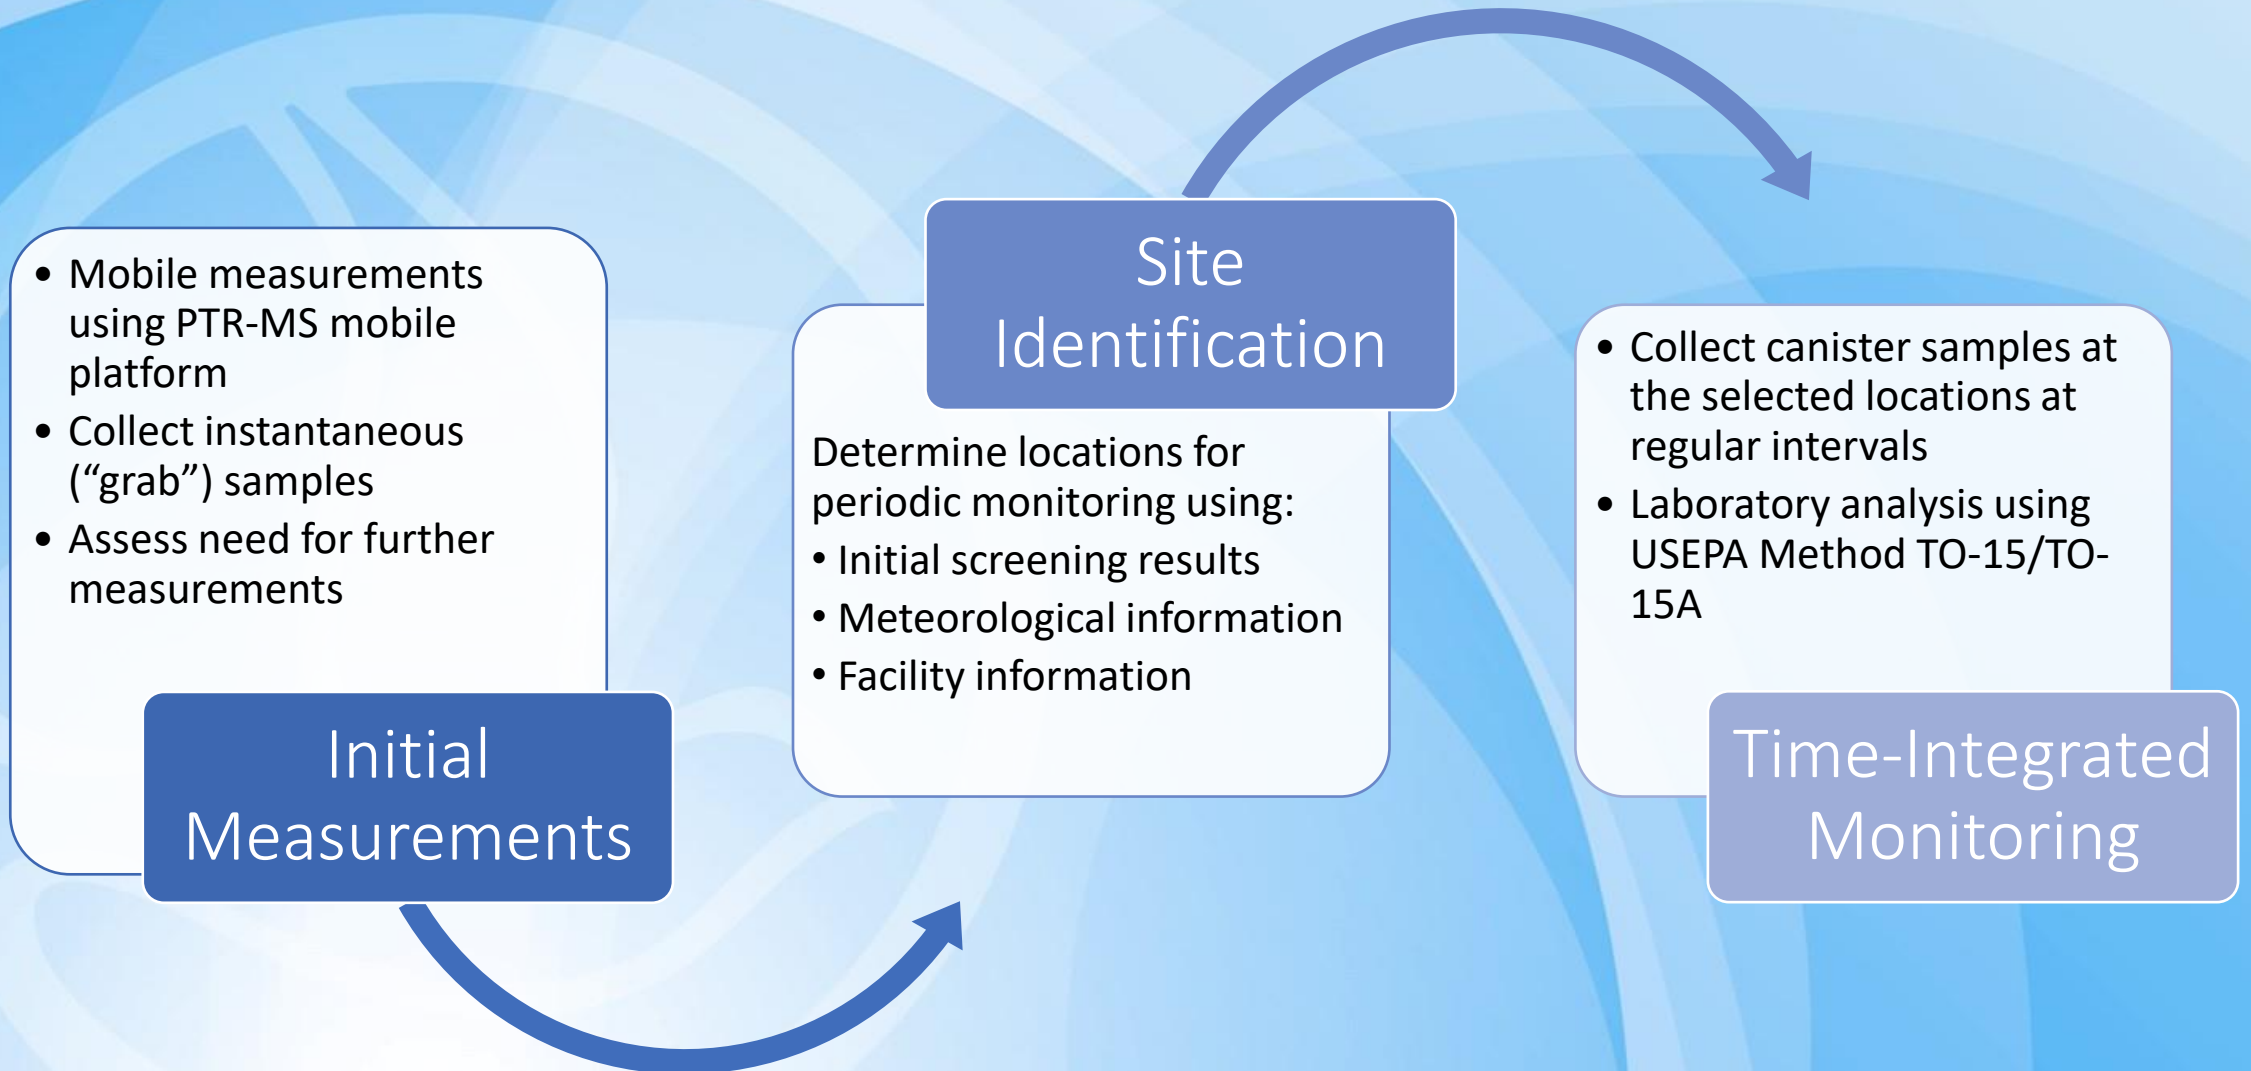 • Mobile measurements
using PTR-MS mobile
platform
• Collect instantaneous
(“grab”) samples
• Assess need for further
measurements
Initial
Measurements
Site
Identification
Determine locations for
periodic monitoring using:
• Initial screening results
• Meteorological information
• Facility information
• Collect canister samples at
the selected locations at
regular intervals
• Laboratory analysis using
USEPA Method TO-15/TO-
15A
Time-Integrated
Monitoring